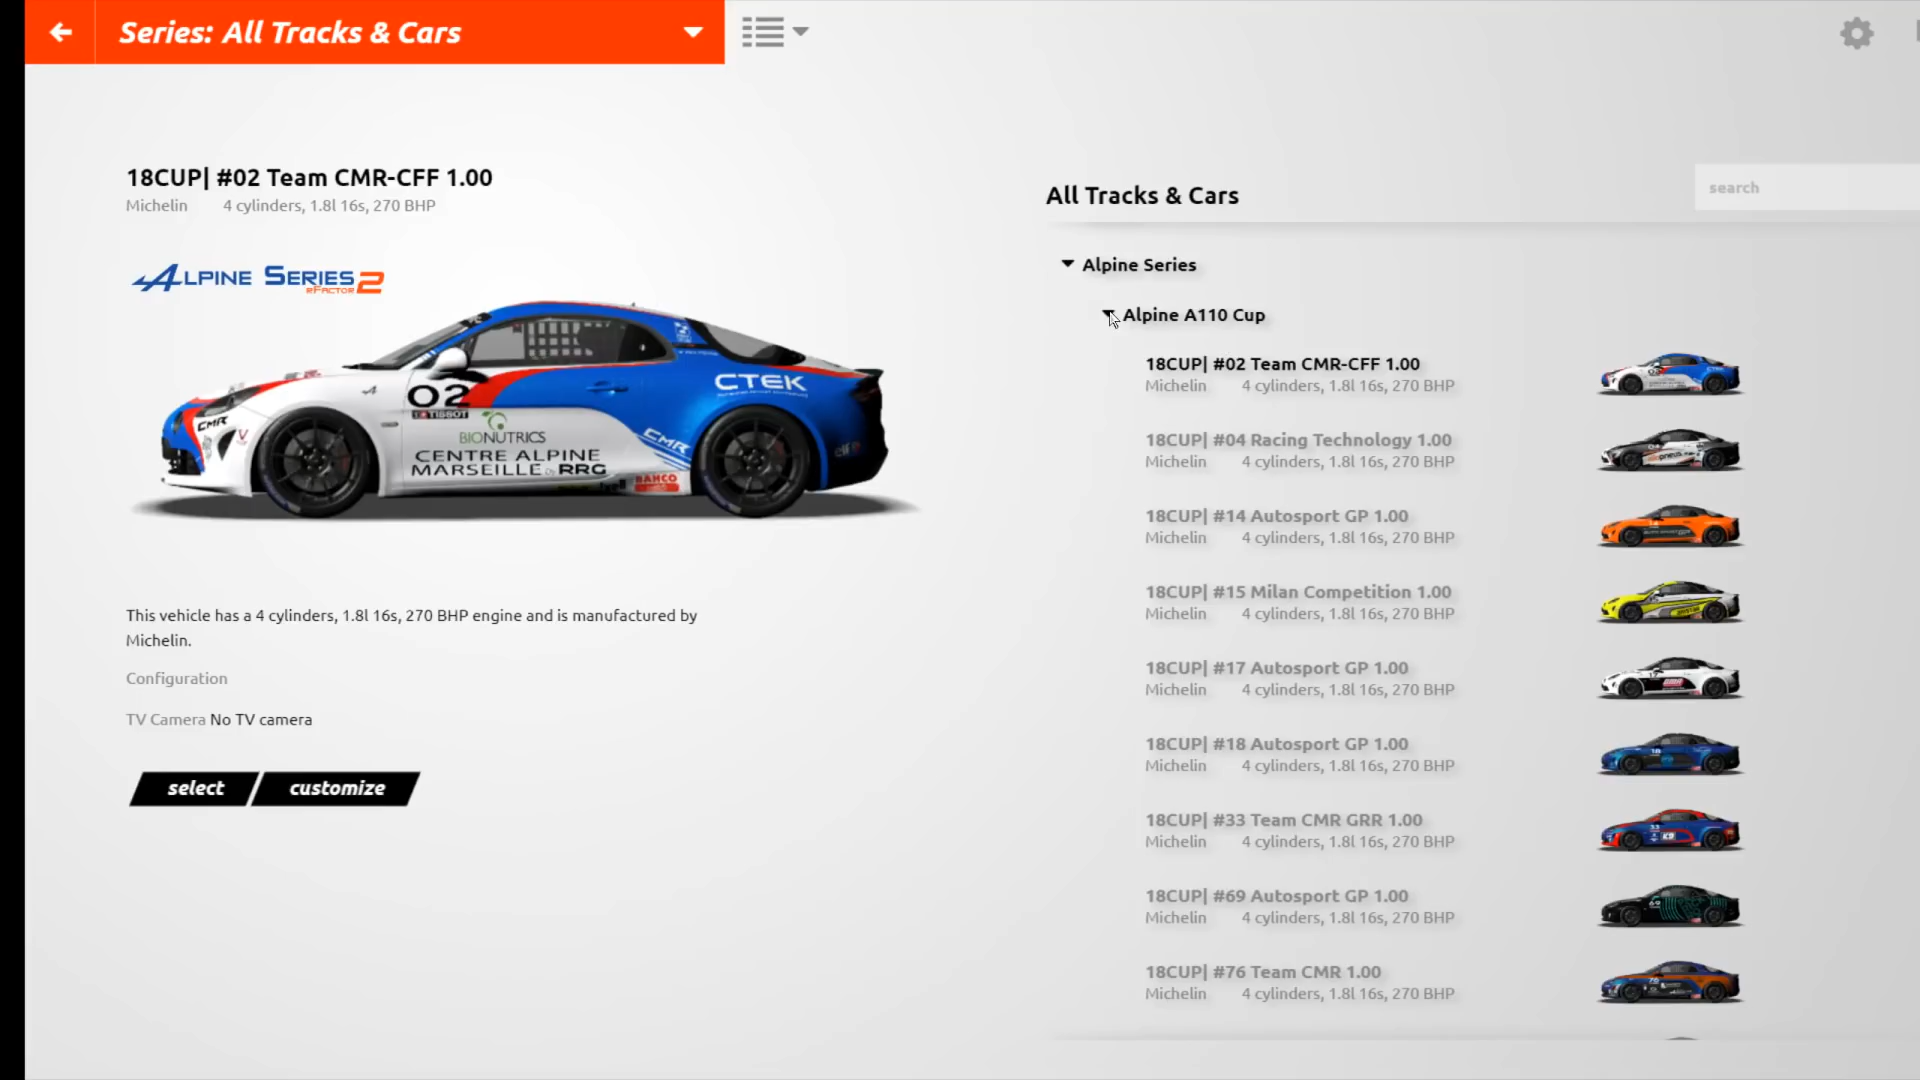 Series: All Tracks & Cars
18CUP| #02 Team CMR-CFF 1.00
Michelin 4 cylinders, 1.8l 16s, 270 BHP
ALPINE SERIES 2
RFACTOR
02
TISSOT
BIONUTRICS
CENTRE ALPINE
MARSEILLE by RRG
CTEK
CMR
CMR
BAHCO
elf
This vehicle has a 4 cylinders, 1.8l 16s, 270 BHP engine and is manufactured by
Michelin.
Configuration
TV Camera No TV camera
select customize
All Tracks & Cars
search
Alpine Series
Alpine A110 Cup
18CUP| #02 Team CMR-CFF 1.00
Michelin 4 cylinders, 1.8l 16s, 270 BHP
18CUP| #04 Racing Technology 1.00
Michelin 4 cylinders, 1.8l 16s, 270 BHP
18CUP| #14 Autosport GP 1.00
Michelin 4 cylinders, 1.8l 16s, 270 BHP
18CUP| #15 Milan Competition 1.00
Michelin 4 cylinders, 1.8l 16s, 270 BHP
18CUP| #17 Autosport GP 1.00
Michelin 4 cylinders, 1.8l 16s, 270 BHP
18CUP| #18 Autosport GP 1.00
Michelin 4 cylinders, 1.8l 16s, 270 BHP
18CUP| #33 Team CMR GRR 1.00
Michelin 4 cylinders, 1.8l 16s, 270 BHP
18CUP| #69 Autosport GP 1.00
Michelin 4 cylinders, 1.8l 16s, 270 BHP
18CUP| #76 Team CMR 1.00
Michelin 4 cylinders, 1.8l 16s, 270 BHP